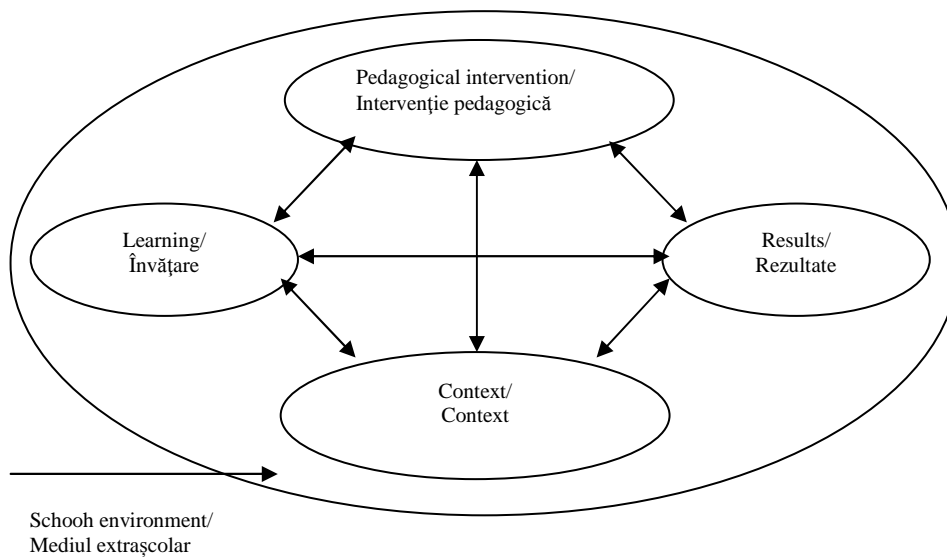 Pedagogical intervention/
Intervenţie pedagogică
Learning/
Învăţare
Results/
Rezultate
Context/
Context
Schooh environment/
Mediul extraşcolar